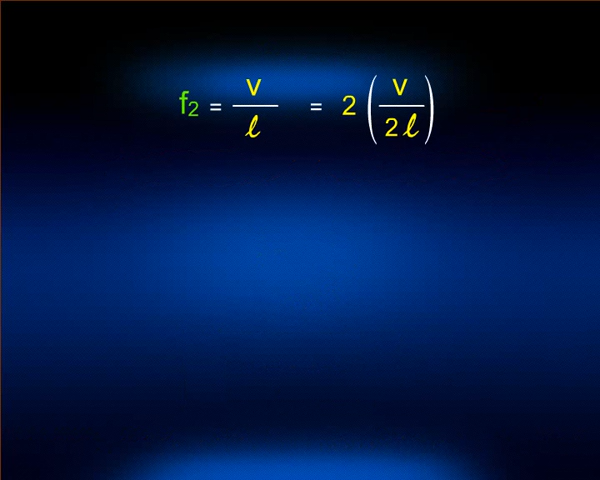 f₂ = v/ℓ = 2 (v/2ℓ)